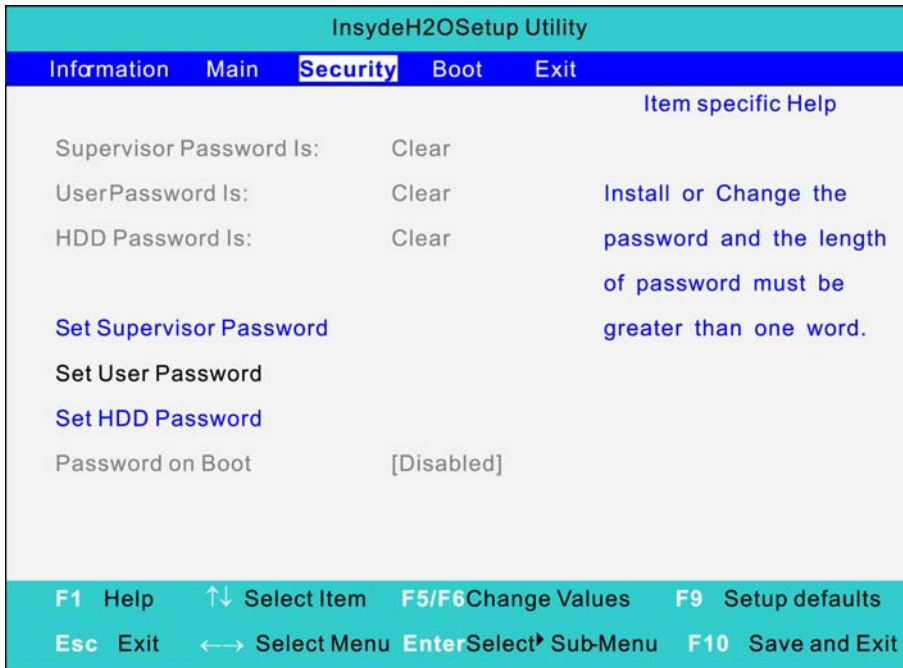 InsydeH2OSetup Utility
Information Main Security Boot Exit
Item specific Help
Supervisor Password Is: Clear
UserPassword Is: Clear
HDD Password Is: Clear
Install or Change the
password and the length
of password must be
greater than one word.
Set Supervisor Password
Set User Password
Set HDD Password
Password on Boot [Disabled]
F1 Help ↑↓ Select Item F5/F6Change Values F9 Setup defaults
Esc Exit ←→ Select Menu EnterSelect▸ Sub-Menu F10 Save and Exit